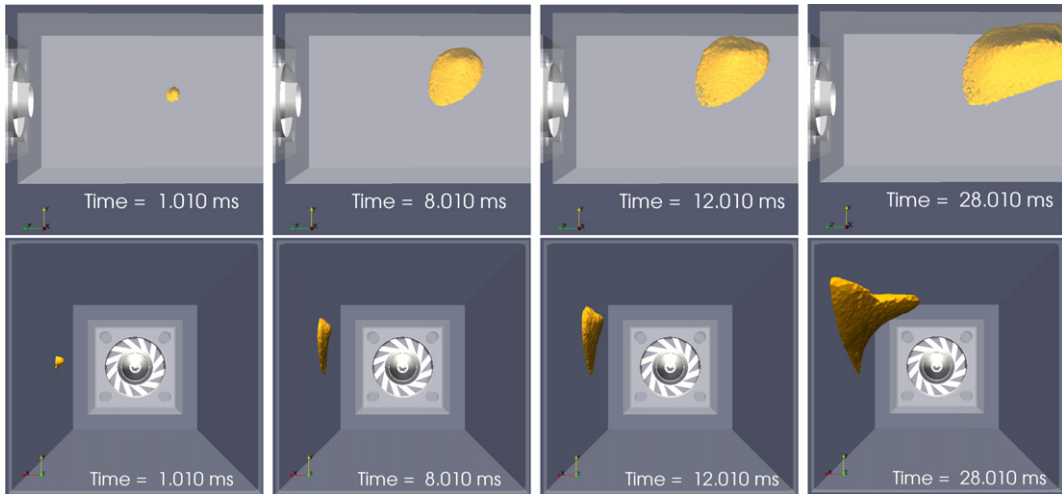 Time = 1.010 ms
Time = 8.010 ms
Time = 12.010 ms
Time = 28.010 ms
Time = 1.010 ms
Time = 8.010 ms
Time = 12.010 ms
Time = 28.010 ms